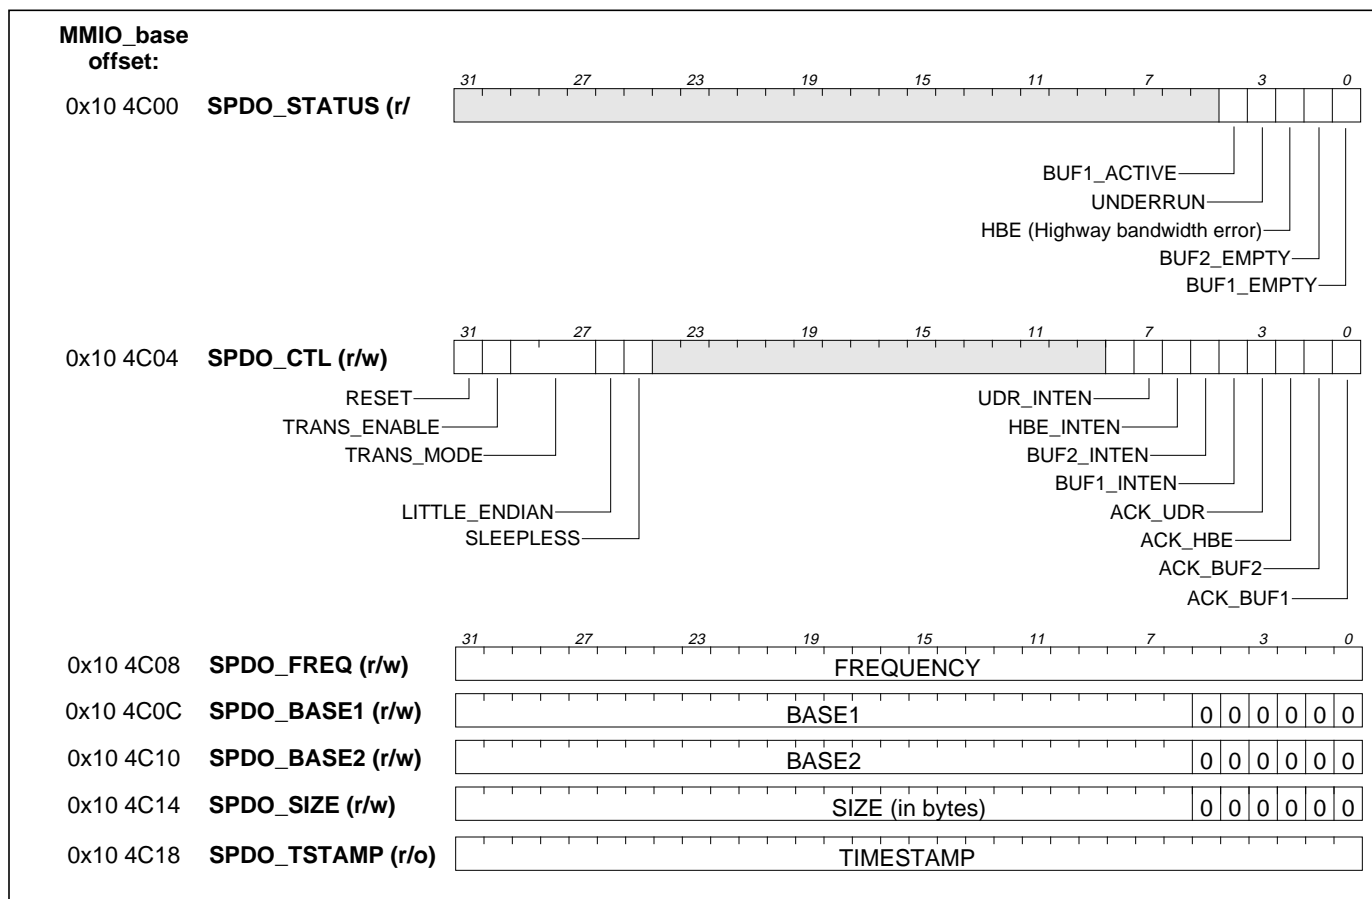 MMIO_base
offset:
31 27 23 19 15 11 7 3 0
0x10 4C00 SPDO_STATUS (r/
BUF1_ACTIVE
UNDERRUN
HBE (Highway bandwidth error)
BUF2_EMPTY
BUF1_EMPTY
31 27 23 19 15 11 7 3 0
0x10 4C04 SPDO_CTL (r/w)
RESET UDR_INTEN
TRANS_ENABLE HBE_INTEN
TRANS_MODE BUF2_INTEN
BUF1_INTEN
LITTLE_ENDIAN ACK_UDR
SLEEPLESS ACK_HBE
ACK_BUF2
ACK_BUF1
31 27 23 19 15 11 7 3 0
0x10 4C08 SPDO_FREQ (r/w) FREQUENCY
0x10 4C0C SPDO_BASE1 (r/w) BASE1 0 0 0 0 0 0
0x10 4C10 SPDO_BASE2 (r/w) BASE2 0 0 0 0 0 0
0x10 4C14 SPDO_SIZE (r/w) SIZE (in bytes) 0 0 0 0 0 0
0x10 4C18 SPDO_TSTAMP (r/o) TIMESTAMP